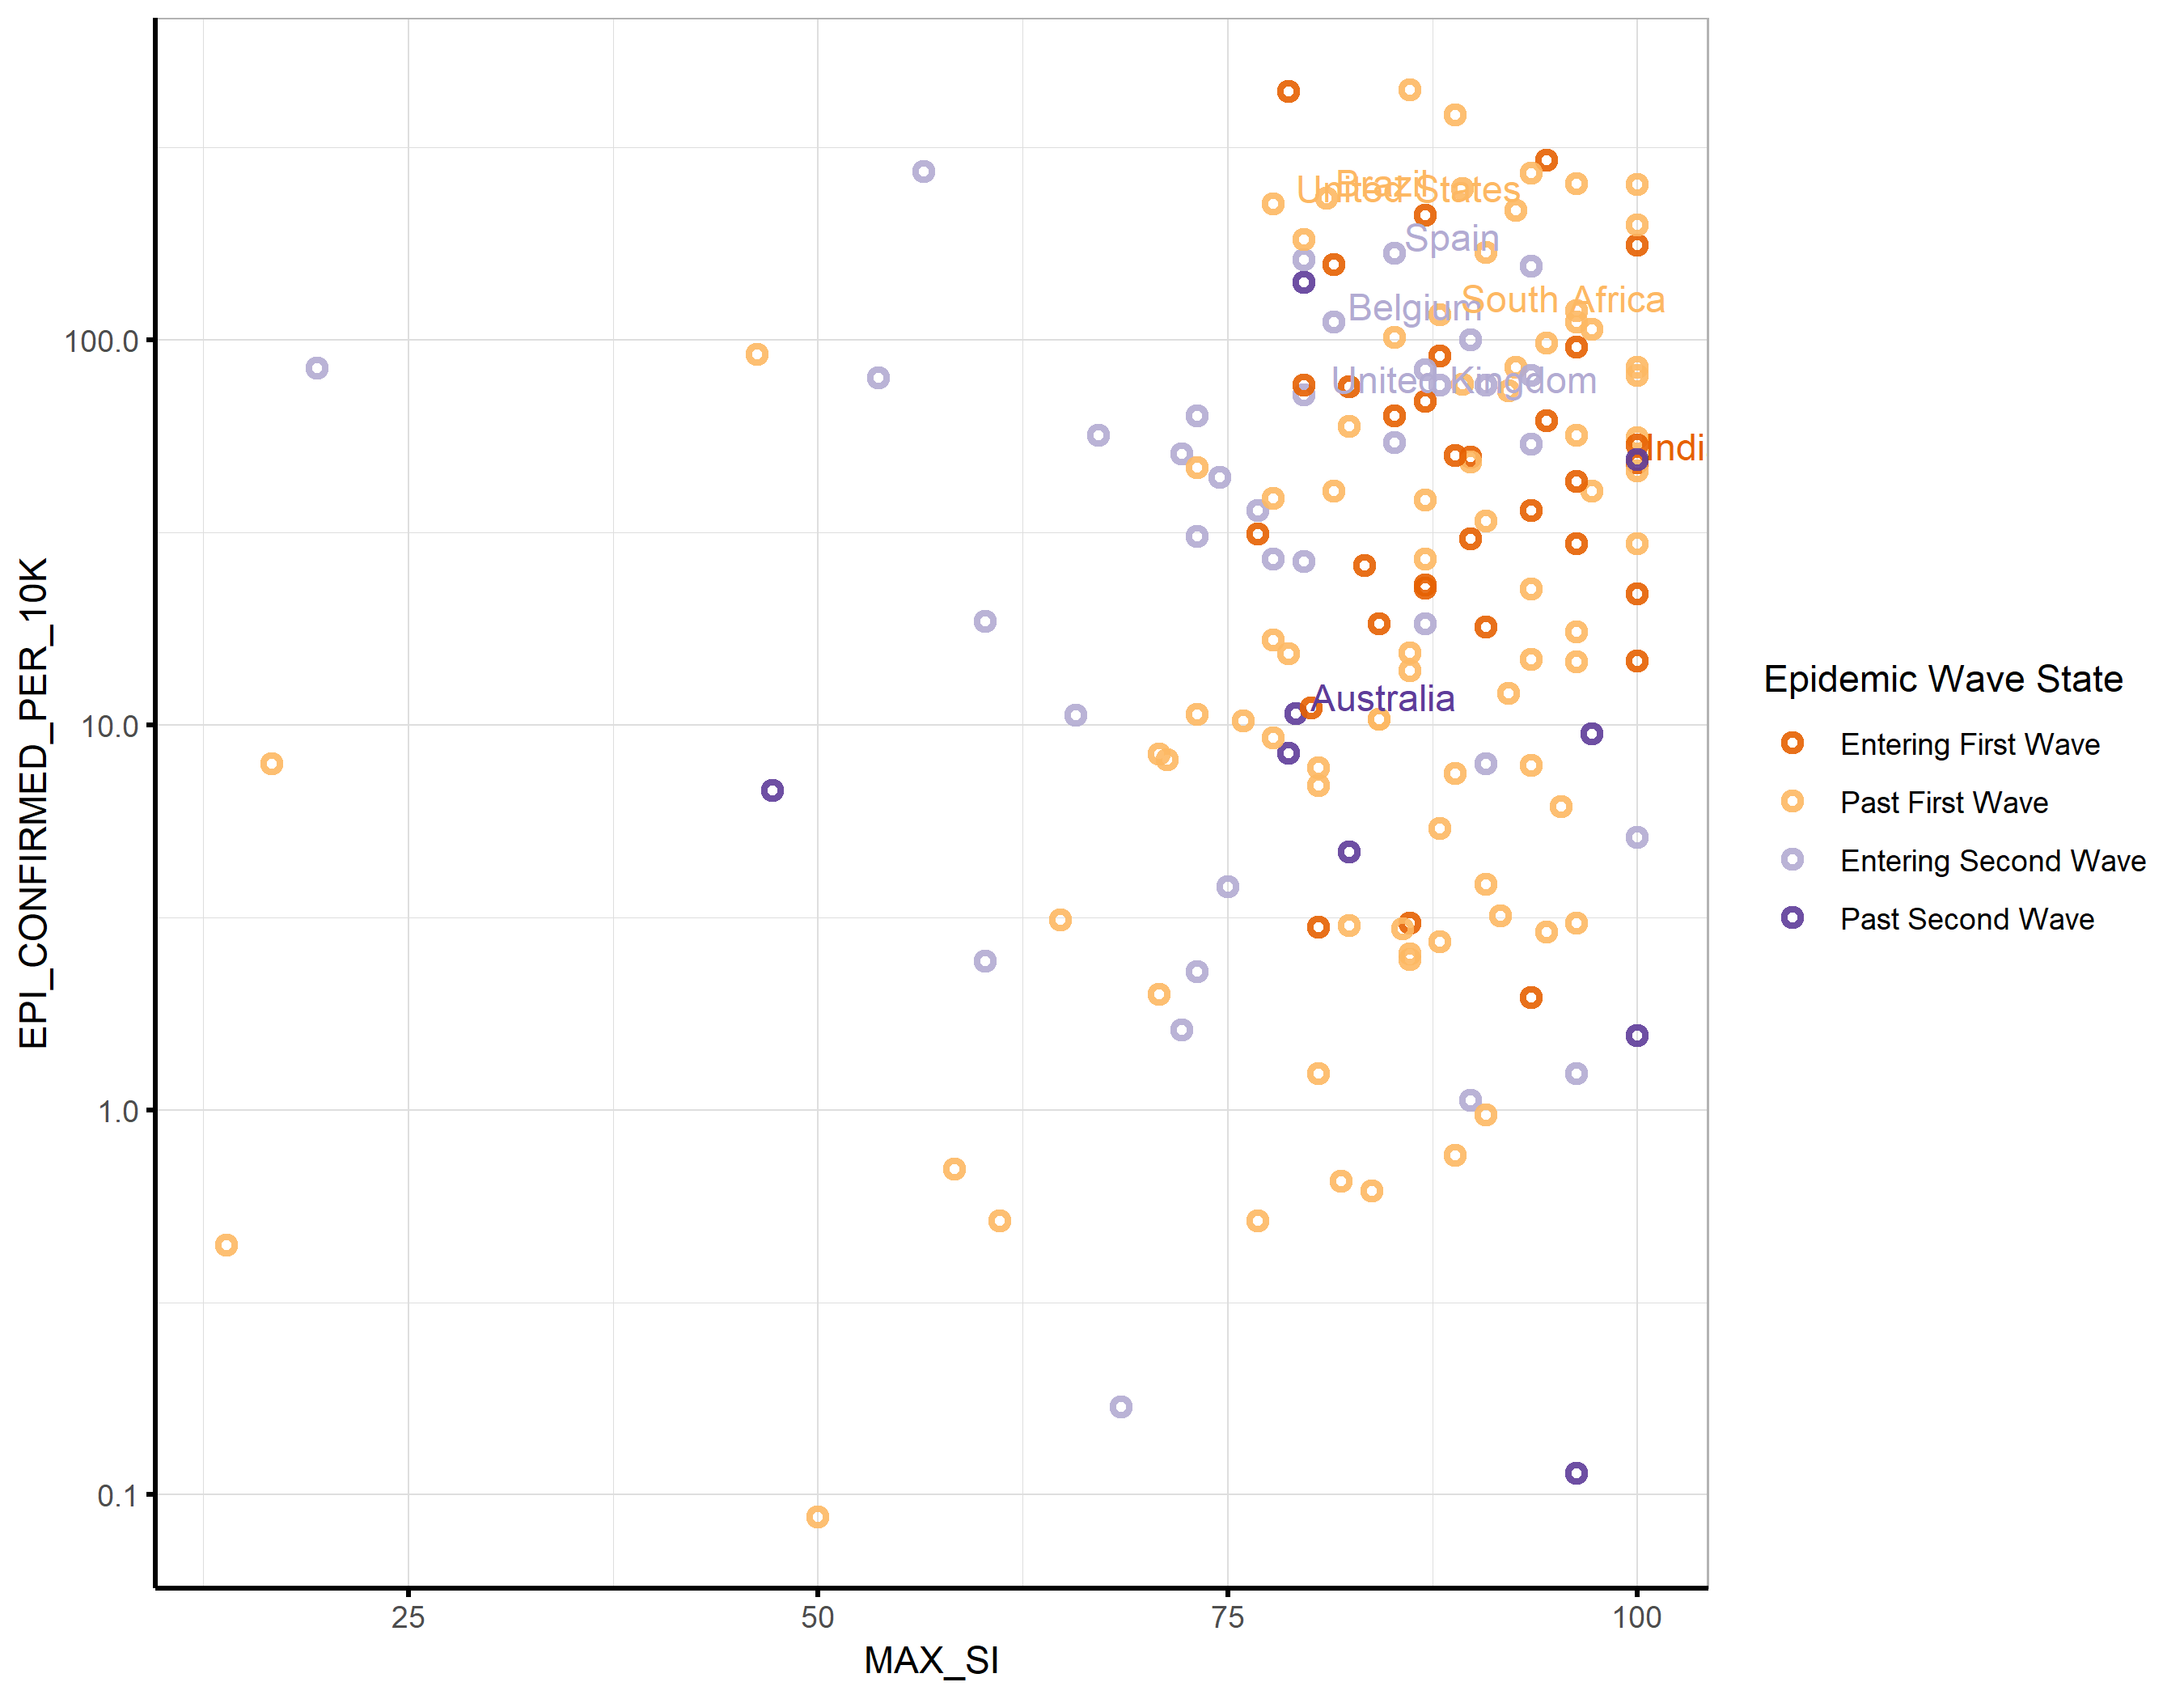 EPI_CONFIRMED_PER_10K
100.0
10.0
1.0
0.1
Brazil
United States
Spain
South Africa
Belgium
United Kingdom
Indi
Australia
25
50
75
100
MAX_SI
Epidemic Wave State
Entering First Wave
Past First Wave
Entering Second Wave
Past Second Wave